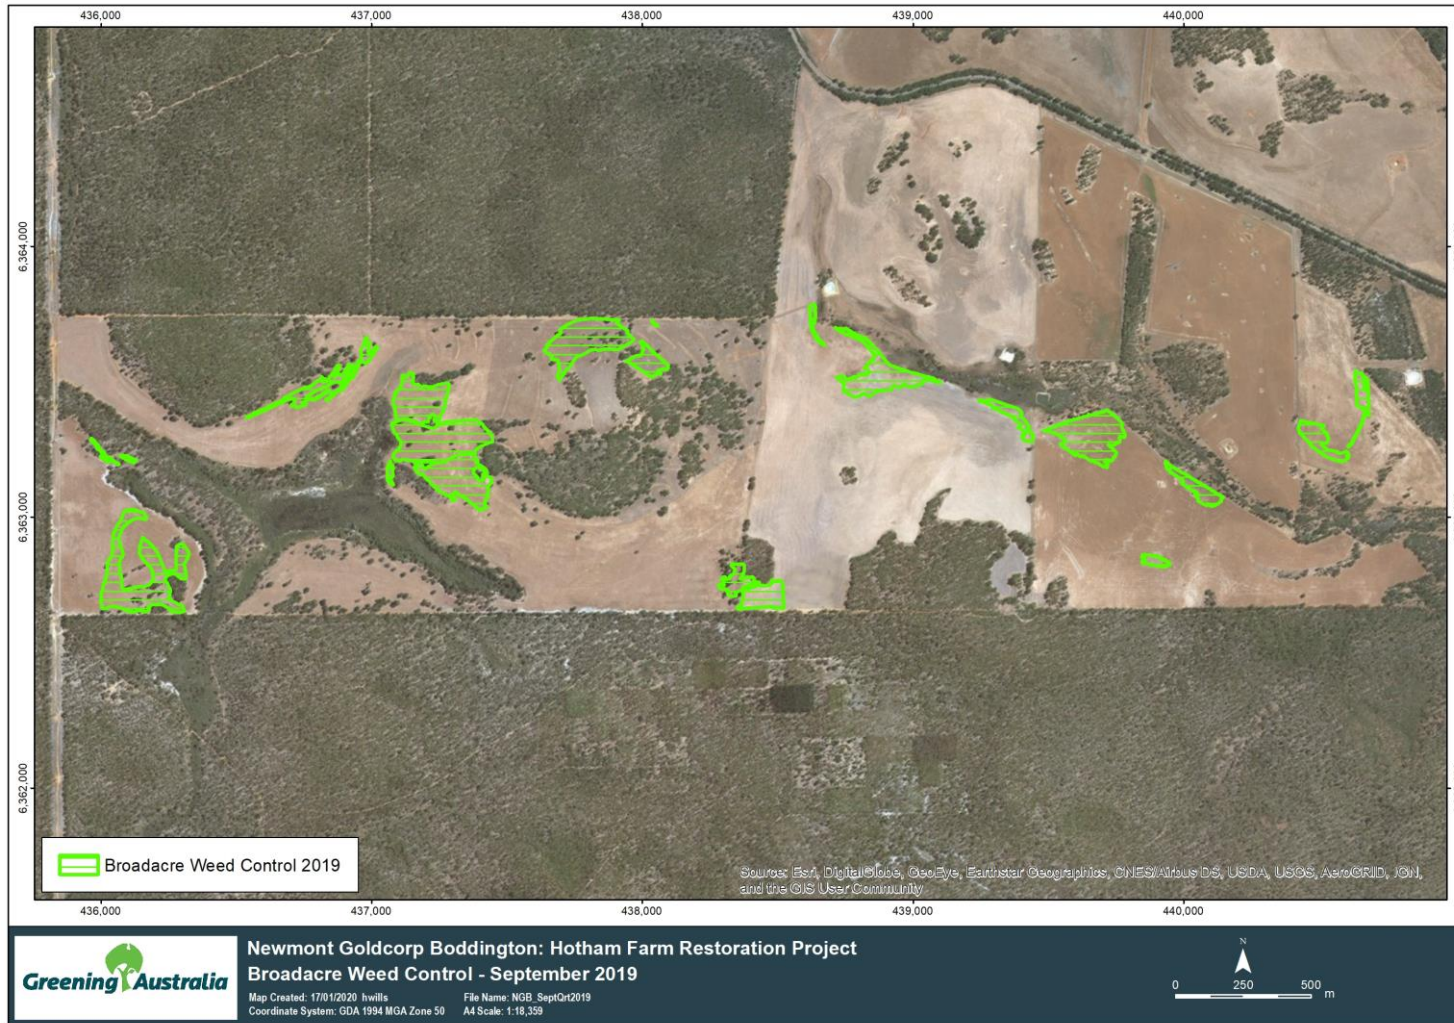 436,000 437,000 438,000 439,000 440,000
6,364,000
6,363,000
6,362,000
Broadacre Weed Control 2019
Source: Esri, DigitalGlobe, GeoEye, Earthstar Geographics, CNES/Airbus DS, USDA, USGS, AeroGRID, IGN,
and the GIS User Community
436,000 437,000 438,000 439,000 440,000
Greening Australia
Newmont Goldcorp Boddington: Hotham Farm Restoration Project
Broadacre Weed Control - September 2019
Map Created: 17/01/2020 hwills File Name: NGB_SeptQrt2019
Coordinate System: GDA 1994 MGA Zone 50 A4 Scale: 1:18,359
N
0 250 500
m